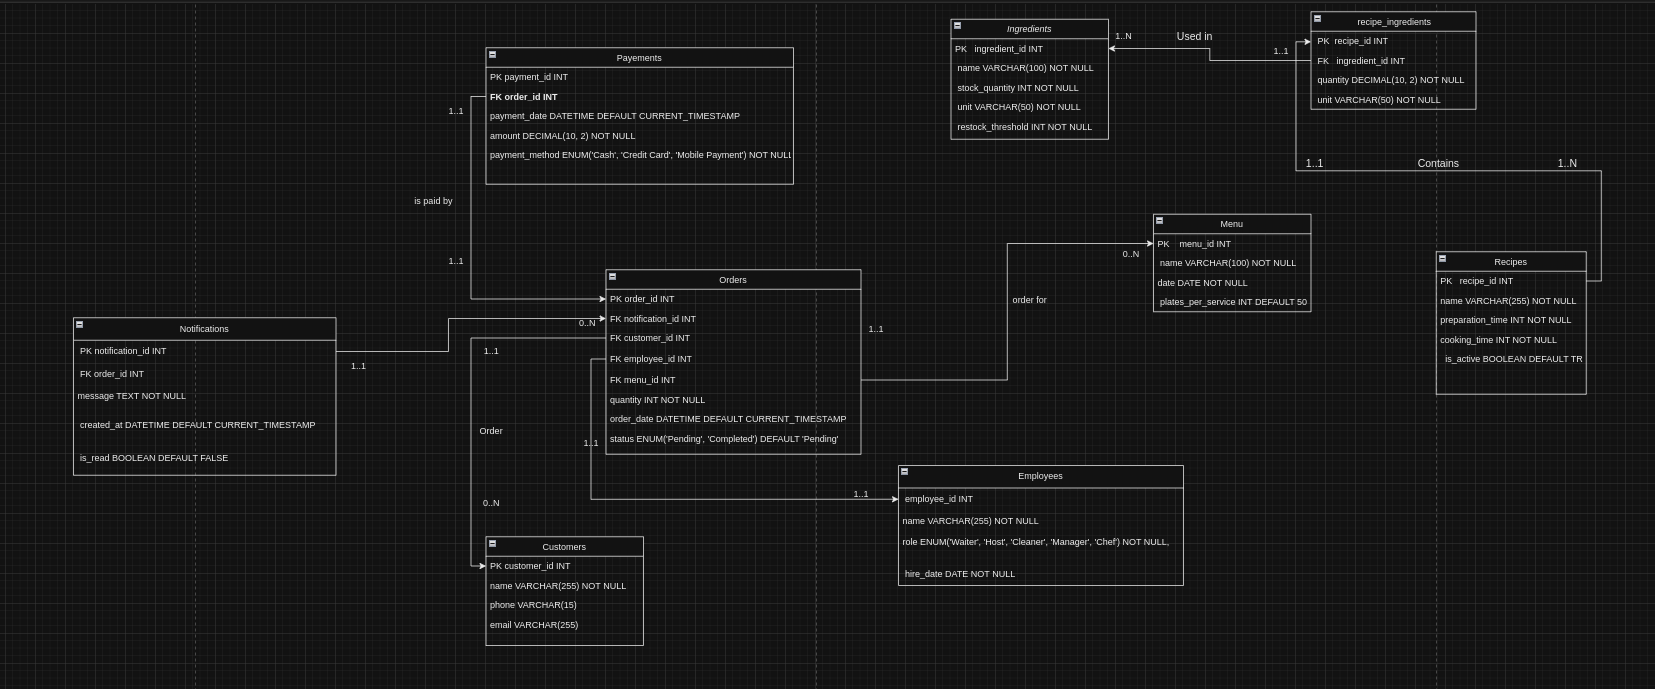 Payements
PK payment_id INT
FK order_id INT
payment_date DATETIME DEFAULT CURRENT_TIMESTAMP
amount DECIMAL(10, 2) NOT NULL
payment_method ENUM('Cash', 'Credit Card', 'Mobile Payment') NOT NULL
1..1
is paid by
1..1
Ingredients
PK ingredient_id INT
name VARCHAR(100) NOT NULL
stock_quantity INT NOT NULL
unit VARCHAR(50) NOT NULL
restock_threshold INT NOT NULL
1..N
Used in
1..1
recipe_ingredients
PK recipe_id INT
FK ingredient_id INT
quantity DECIMAL(10, 2) NOT NULL
unit VARCHAR(50) NOT NULL
1..1
Contains
1..N
Menu
PK menu_id INT
name VARCHAR(100) NOT NULL
date DATE NOT NULL
plates_per_service INT DEFAULT 50
0..N
order for
1..1
Recipes
PK recipe_id INT
name VARCHAR(255) NOT NULL
preparation_time INT NOT NULL
cooking_time INT NOT NULL
is_active BOOLEAN DEFAULT TR
Orders
PK order_id INT
FK notification_id INT
FK customer_id INT
FK employee_id INT
FK menu_id INT
quantity INT NOT NULL
order_date DATETIME DEFAULT CURRENT_TIMESTAMP
status ENUM('Pending', 'Completed') DEFAULT 'Pending'
Notifications
PK notification_id INT
FK order_id INT
message TEXT NOT NULL
created_at DATETIME DEFAULT CURRENT_TIMESTAMP
is_read BOOLEAN DEFAULT FALSE
1..1
0..N
1..1
Order
0..N
1..1
1..1
Employees
employee_id INT
name VARCHAR(255) NOT NULL
role ENUM('Waiter', 'Host', 'Cleaner', 'Manager', 'Chef') NOT NULL,
hire_date DATE NOT NULL
Customers
PK customer_id INT
name VARCHAR(255) NOT NULL
phone VARCHAR(15)
email VARCHAR(255)